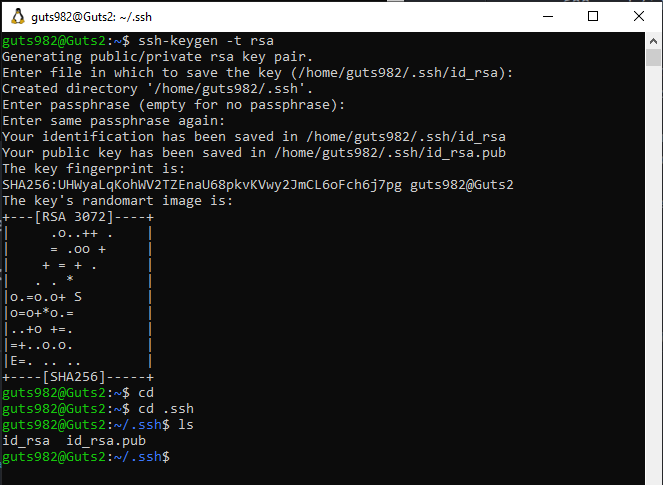 guts982@Guts2: ~/.ssh
guts982@Guts2:~$ ssh-keygen -t rsa
Generating public/private rsa key pair.
Enter file in which to save the key (/home/guts982/.ssh/id_rsa):
Created directory '/home/guts982/.ssh'.
Enter passphrase (empty for no passphrase):
Enter same passphrase again:
Your identification has been saved in /home/guts982/.ssh/id_rsa
Your public key has been saved in /home/guts982/.ssh/id_rsa.pub
The key fingerprint is:
SHA256:UHWyaLqKohWV2TZEnaU68pkvKVwy2JmCL6oFch6j7pg guts982@Guts2
The key's randomart image is:
+---[RSA 3072]----+
|     .o..++ .    |
|     = .oo +     |
|    + = + .      |
|   . . *         |
|o.=o.o+ S        |
|o=o+*o.=         |
|..+o +=.         |
|=+..o.o.         |
|E=. .. ..        |
+----[SHA256]-----+
guts982@Guts2:~$ cd
guts982@Guts2:~$ cd .ssh
guts982@Guts2:~/.ssh$ ls
id_rsa  id_rsa.pub
guts982@Guts2:~/.ssh$